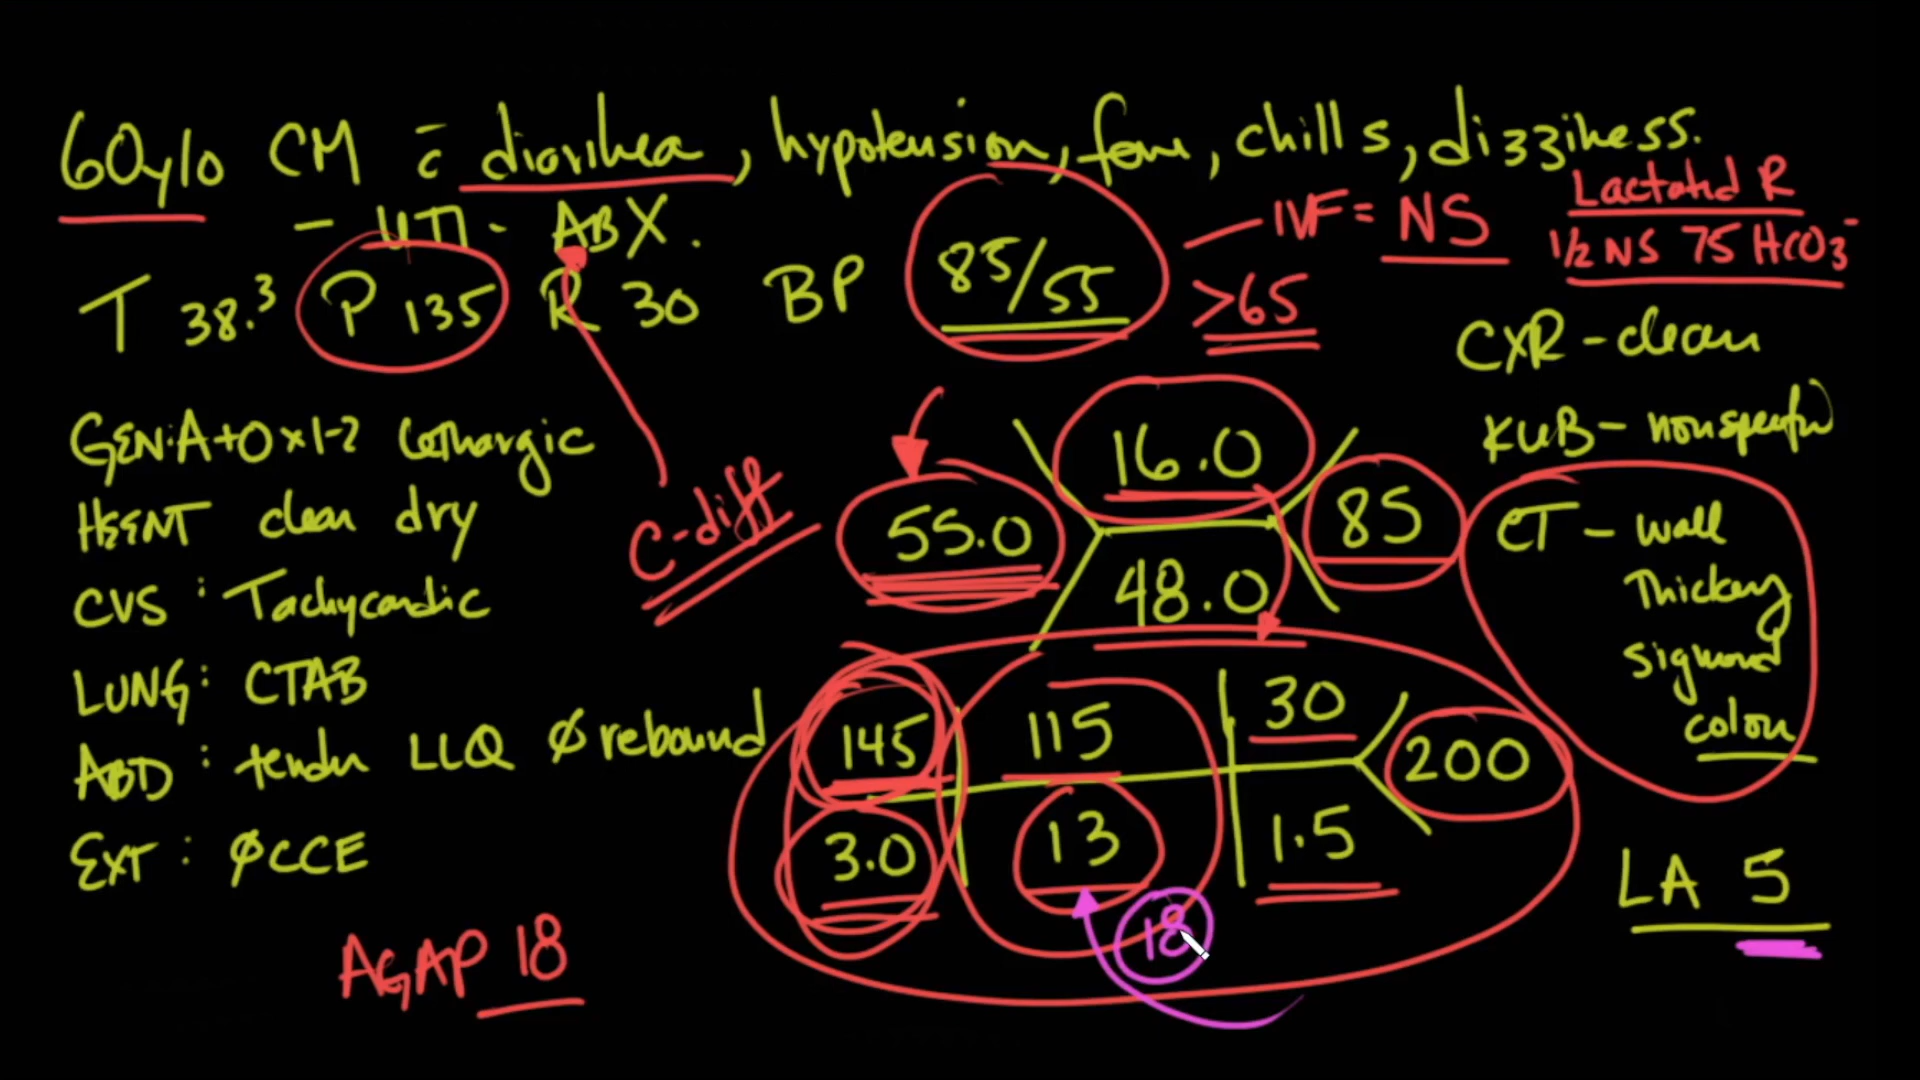 60 y/o CM c̄ diarrhea, hypotension, fever, chills, dizziness.
- UTI - ABX.
IVF = NS
Lactated R
1/2 NS 75 HCO3-
T 38.3 P 135 R 30 BP 85/55
>65
CXR - clean
KUB - nonspecific
GEN: A+O x 1-2 lethargic
HEENT clear dry
CVS: Tachycardic
LUNG: CTAB
ABD: tender LLQ Ø rebound
EXT: ØCCE
C-diff
16.0
55.0 85
48.0
CT - wall
Thickeng
sigmoid
colon
145 115 30 200
3.0 13 1.5
18
LA 5
AGAP 18